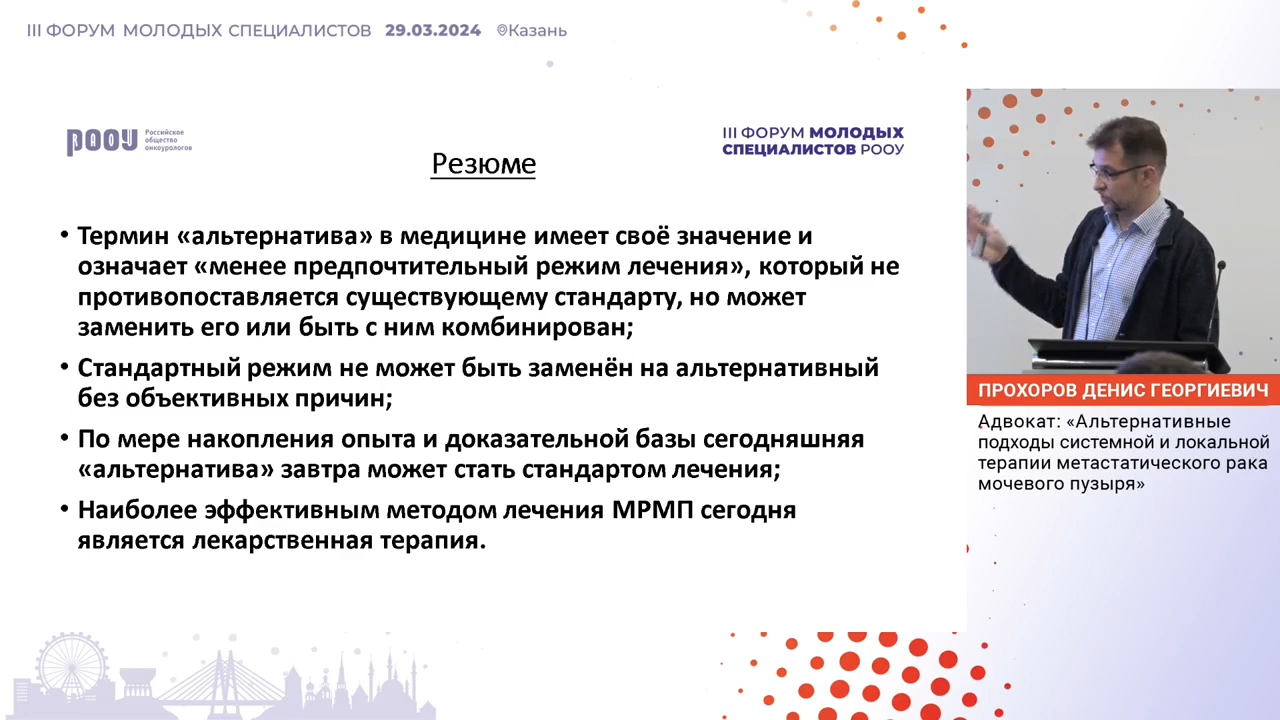 III ФОРУМ МОЛОДЫХ СПЕЦИАЛИСТОВ 29.03.2024 Казань
РООУ
Российское
общество
онкоурологов
III ФОРУМ МОЛОДЫХ
СПЕЦИАЛИСТОВ РООУ
Резюме
• Термин «альтернатива» в медицине имеет своё значение и
означает «менее предпочтительный режим лечения», который не
противопоставляется существующему стандарту, но может
заменить его или быть с ним комбинирован;
• Стандартный режим не может быть заменён на альтернативный
без объективных причин;
• По мере накопления опыта и доказательной базы сегодняшняя
«альтернатива» завтра может стать стандартом лечения;
• Наиболее эффективным методом лечения МРМП сегодня
является лекарственная терапия.
ПРОХОРОВ ДЕНИС ГЕОРГИЕВИЧ
Адвокат: «Альтернативные
подходы системной и локальной
терапии метастатического рака
мочевого пузыря»